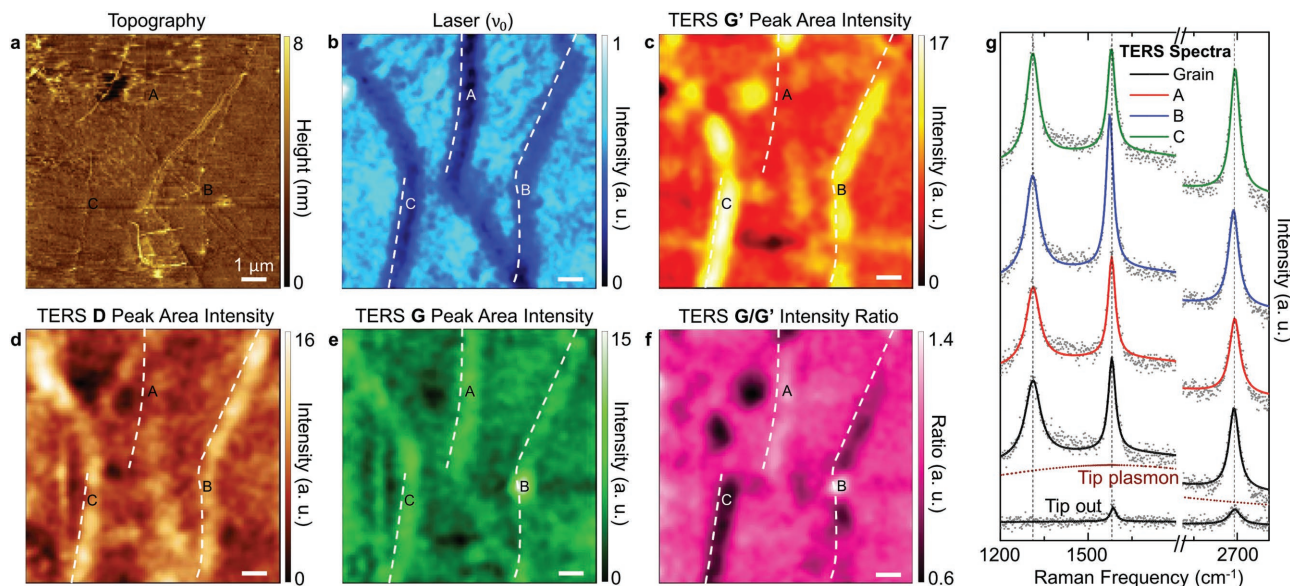 Topography
a
A
B
C
1 µm
8
Height (nm)
0
Laser (ν0)
b
A
B
C
1
Intensity (a. u.)
0
TERS G’ Peak Area Intensity
c
A
B
C
17
Intensity (a. u.)
0
TERS D Peak Area Intensity
d
A
B
C
16
Intensity (a. u.)
0
TERS G Peak Area Intensity
e
A
B
C
15
Intensity (a. u.)
0
TERS G/G’ Intensity Ratio
f
A
B
C
1.4
Ratio (a. u.)
0.6
g
TERS Spectra
Grain
A
B
C
Tip plasmon
Tip out
Intensity (a. u.)
1200 1500 2700
Raman Frequency (cm-1)